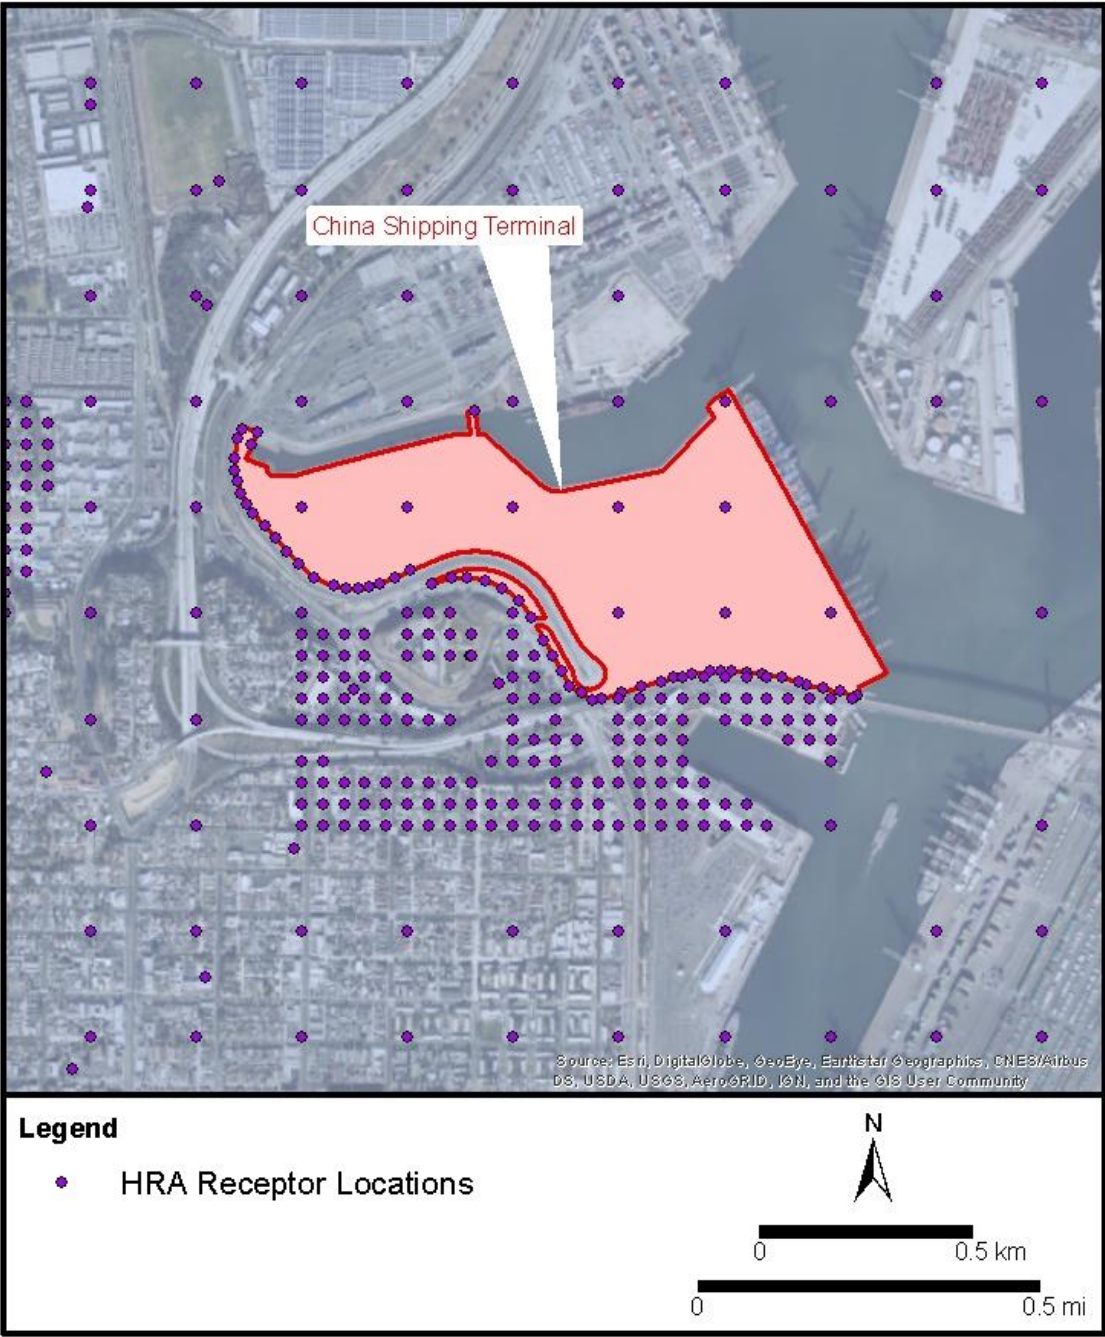 China Shipping Terminal
Source: Esri, DigitalGlobe, GeoEye, Earthstar Geographics, CNES/Airbus
DS, USDA, USGS, AeroGRID, IGN, and the GIS User Community
Legend
N
HRA Receptor Locations
0 0.5 km
0 0.5 mi